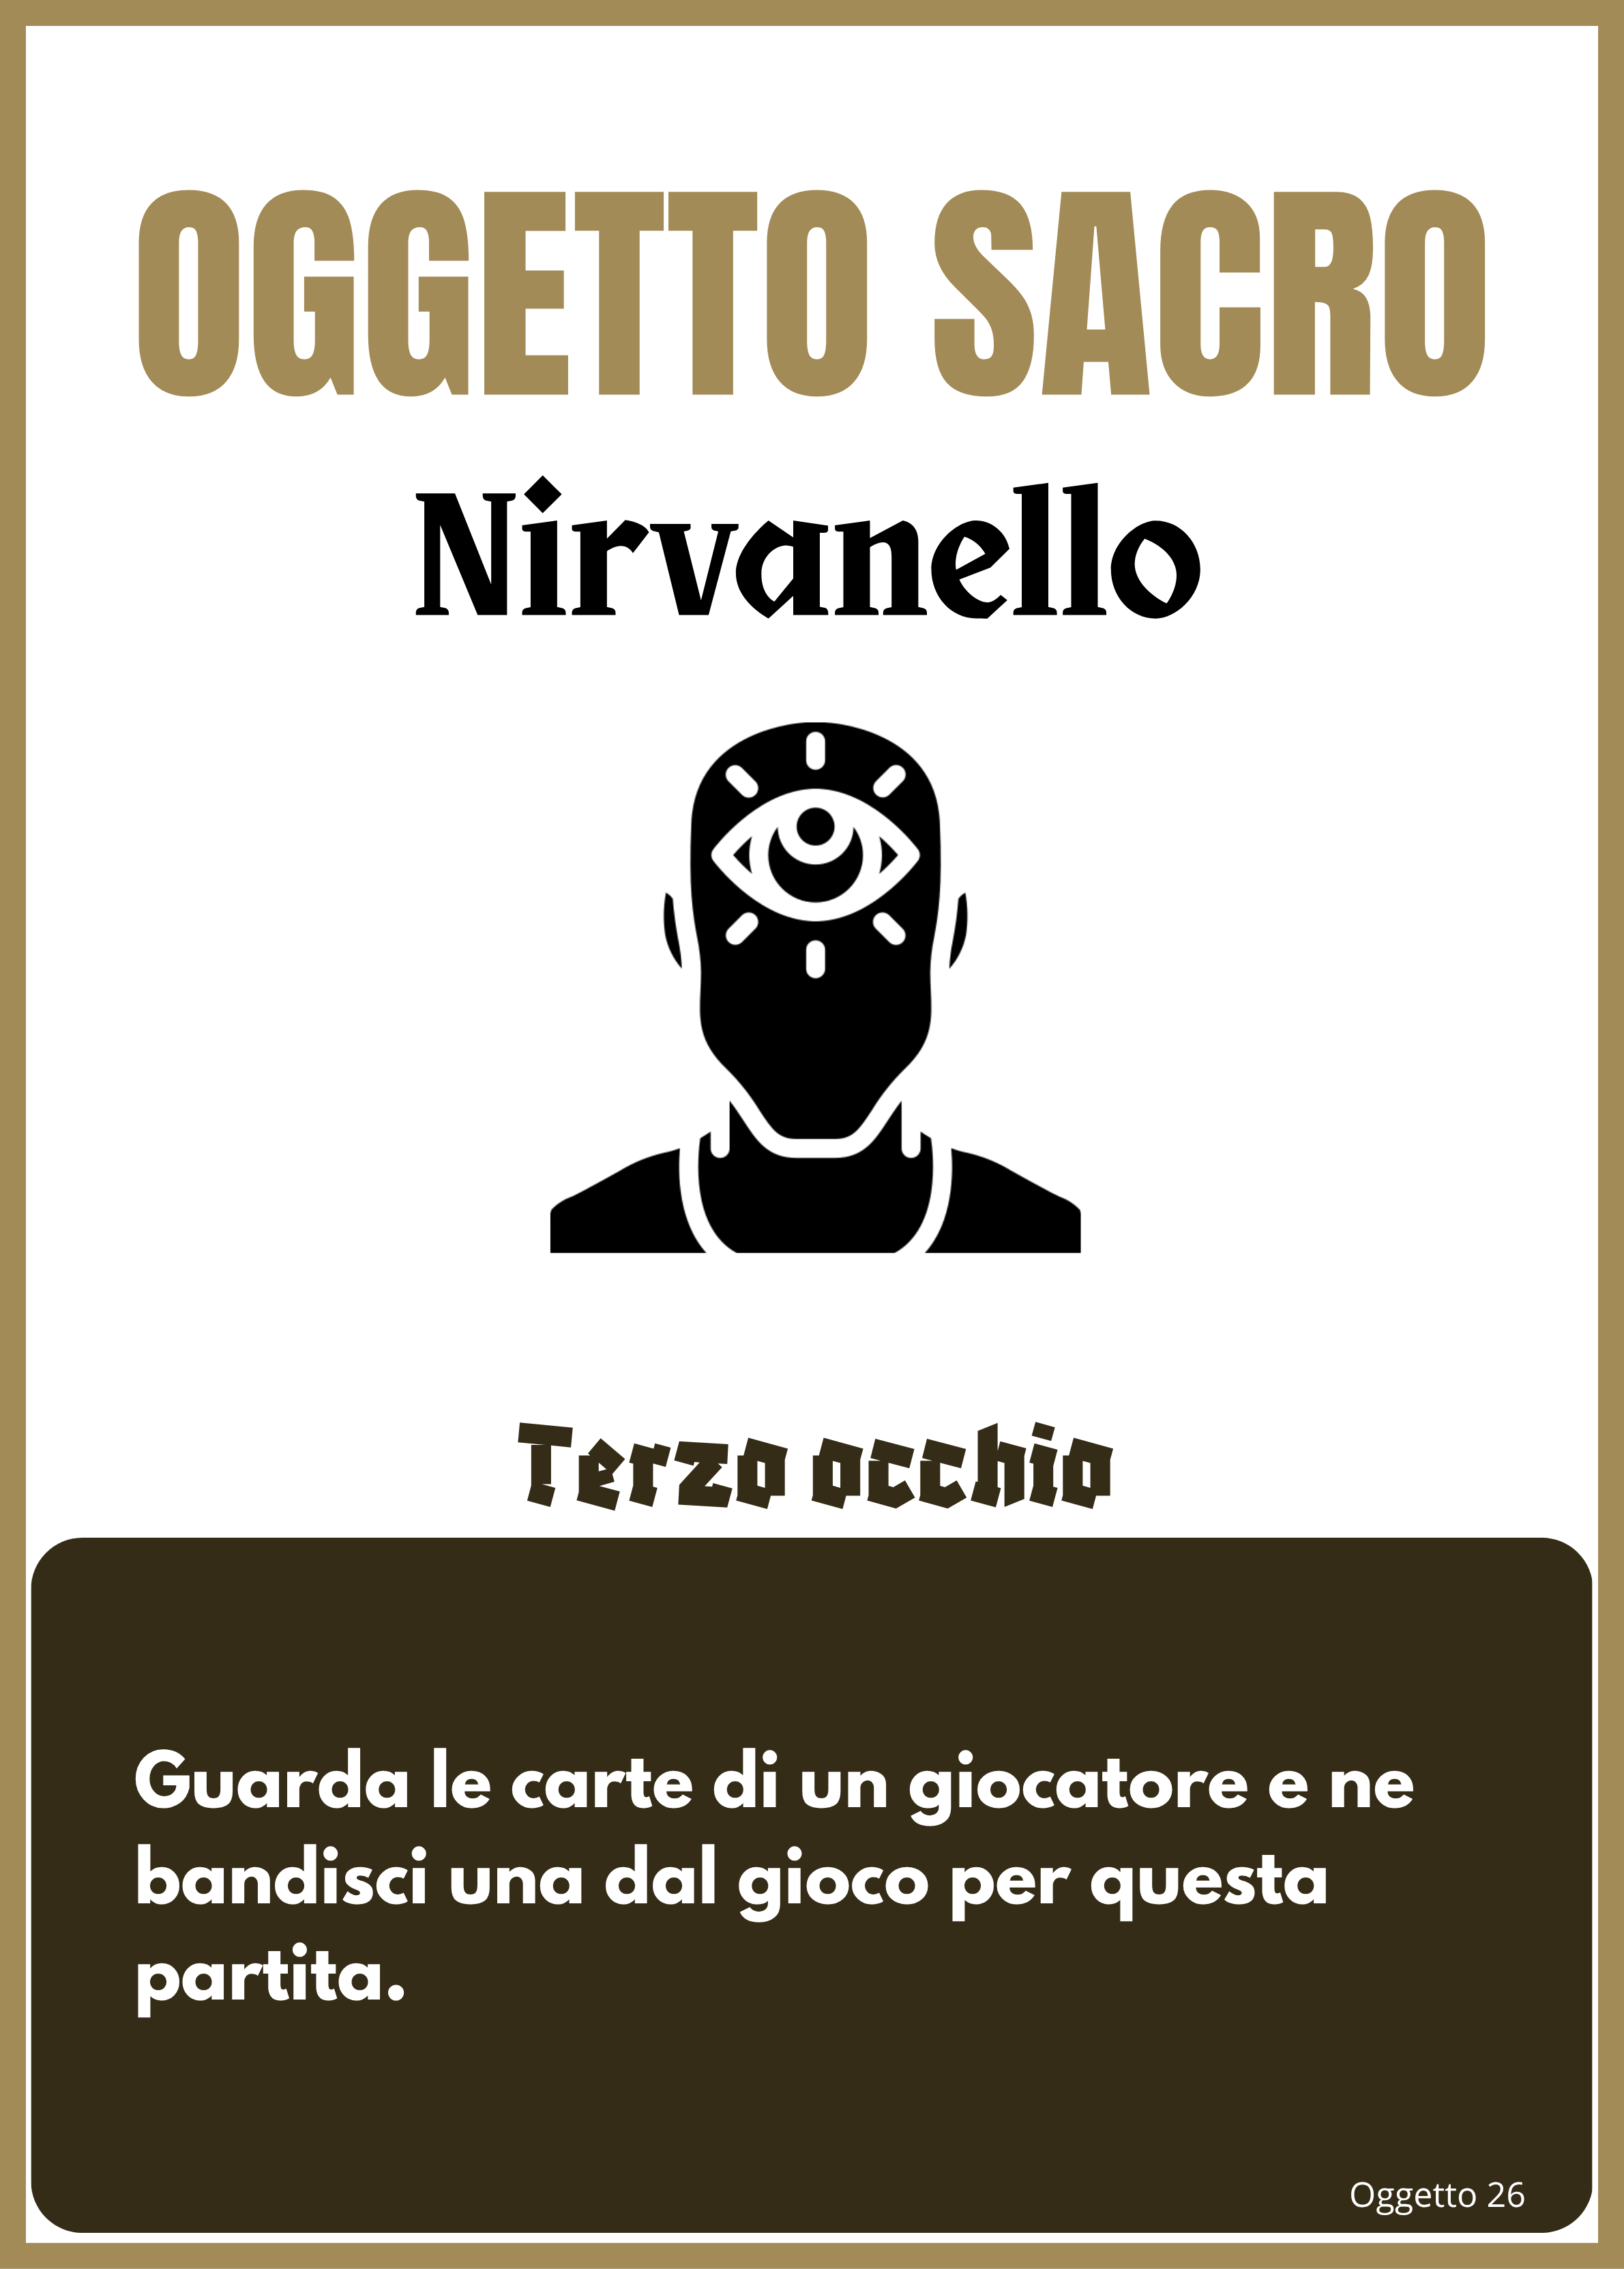 OGGETTO SACRO
Nirvanello
Terzo occhio
Guarda le carte di un giocatore e ne
bandisci una dal gioco per questa
partita.
Oggetto 26